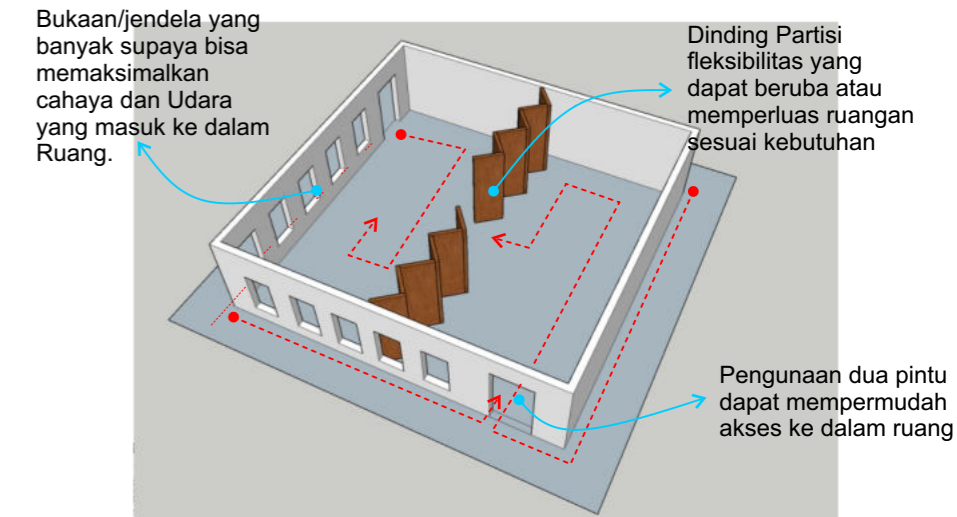 Bukaan/jendela yang
banyak supaya bisa
memaksimalkan
cahaya dan Udara
yang masuk ke dalam
Ruang.
Dinding Partisi
fleksibilitas yang
dapat beruba atau
memperluas ruangan
sesuai kebutuhan
Pengunaan dua pintu
dapat mempermudah
akses ke dalam ruang